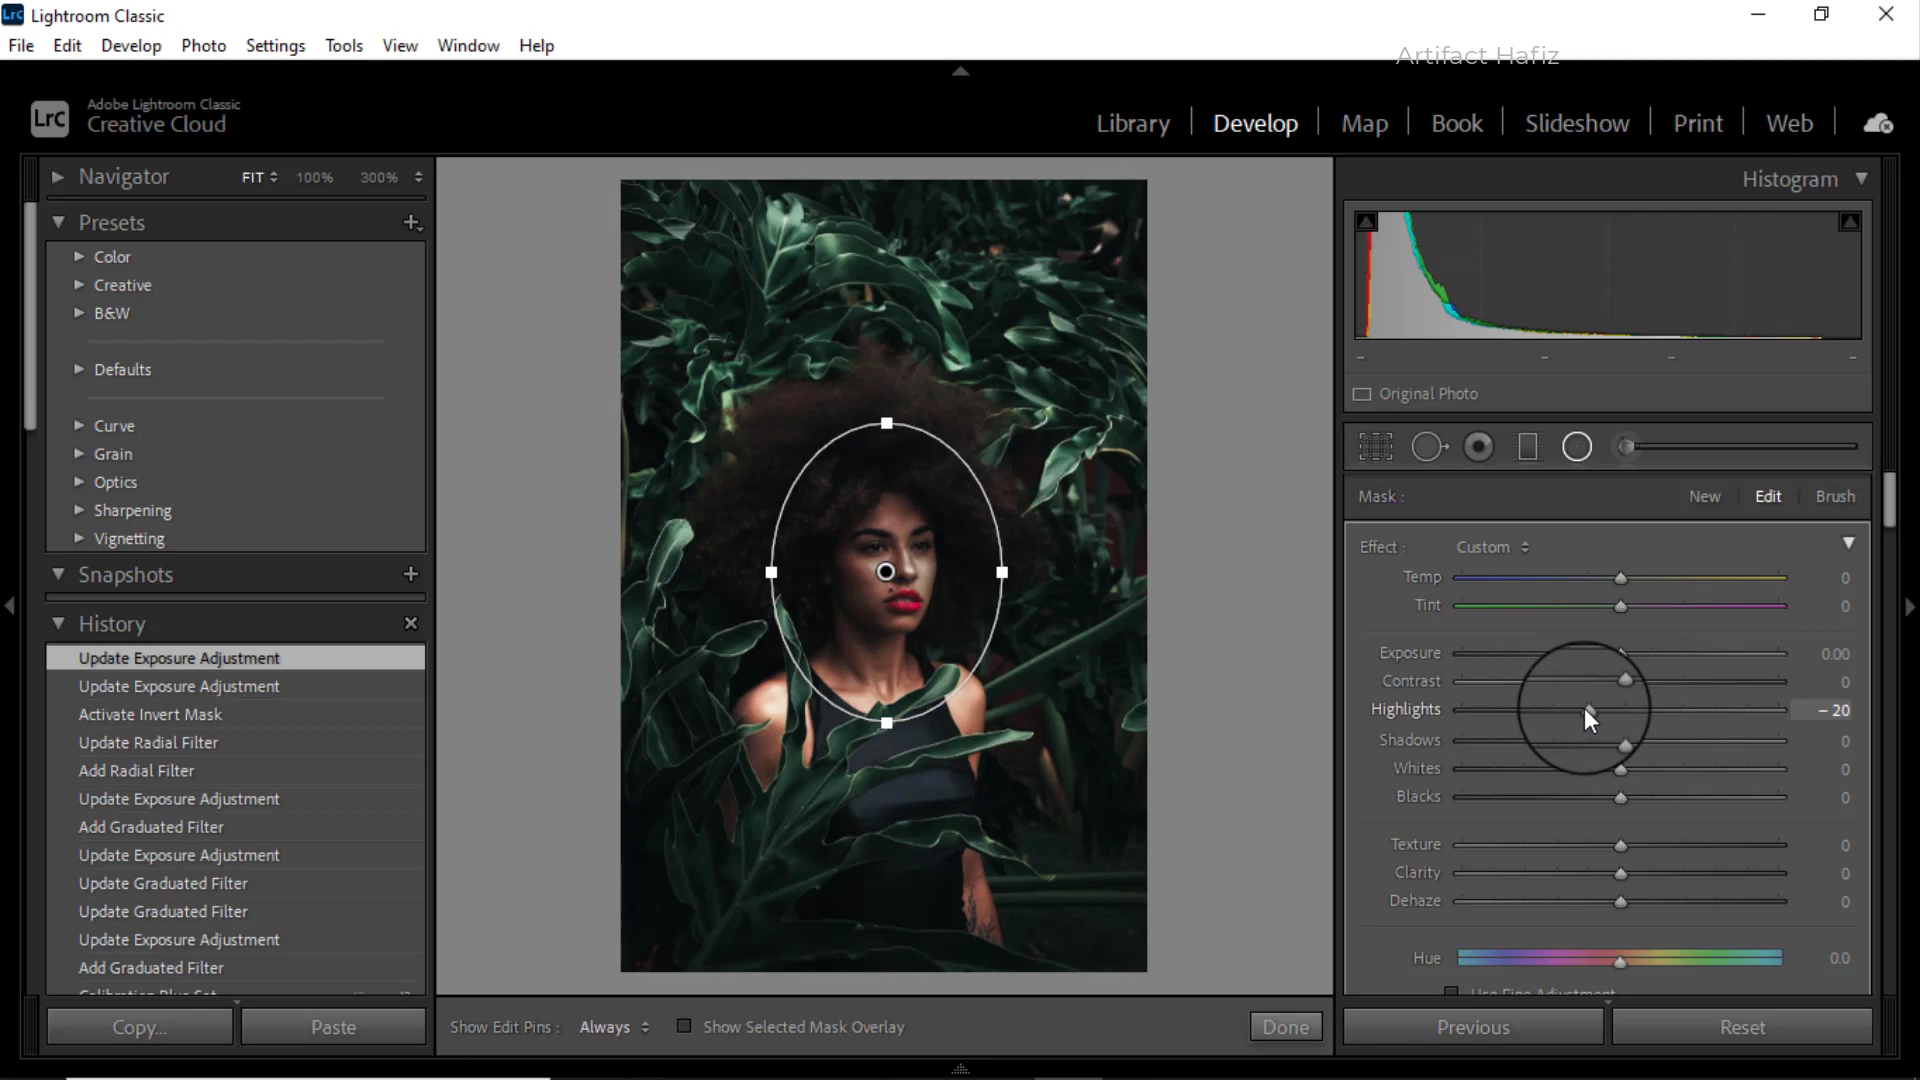 Lrc Lightroom Classic
File Edit Develop Photo Settings Tools View Window Help
Artifact Hafiz
LrC Adobe Lightroom Classic
Creative Cloud
Library Develop Map Book Slideshow Print Web
Navigator FIT 100% 300%
Presets
Color
Creative
B&W
Defaults
Curve
Grain
Optics
Sharpening
Vignetting
Snapshots
History
Update Exposure Adjustment
Update Exposure Adjustment
Activate Invert Mask
Update Radial Filter
Add Radial Filter
Update Exposure Adjustment
Add Graduated Filter
Update Exposure Adjustment
Update Graduated Filter
Update Graduated Filter
Update Exposure Adjustment
Add Graduated Filter
Copy... Paste
Show Edit Pins : Always Show Selected Mask Overlay Done
Histogram
Original Photo
Mask : New Edit Brush
Effect : Custom
Temp 0
Tint 0
Exposure 0.00
Contrast 0
Highlights – 20
Shadows 0
Whites 0
Blacks 0
Texture 0
Clarity 0
Dehaze 0
Hue 0.0
Use Fine Adjustment
Previous Reset